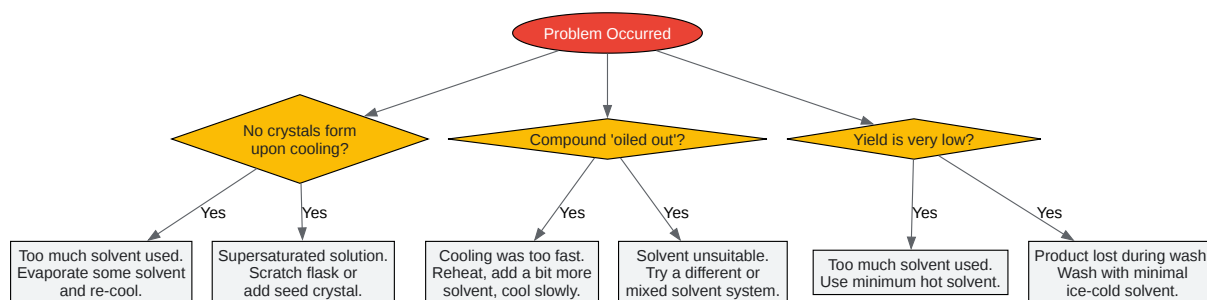 Problem Occurred
No crystals form
upon cooling?
Compound 'oiled out'?
Yield is very low?
Yes
Yes
Yes
Yes
Yes
Yes
Too much solvent used.
Evaporate some solvent
and re-cool.
Supersaturated solution.
Scratch flask or
add seed crystal.
Cooling was too fast.
Reheat, add a bit more
solvent, cool slowly.
Solvent unsuitable.
Try a different or
mixed solvent system.
Too much solvent used.
Use minimum hot solvent.
Product lost during wash
Wash with minimal
ice-cold solvent.